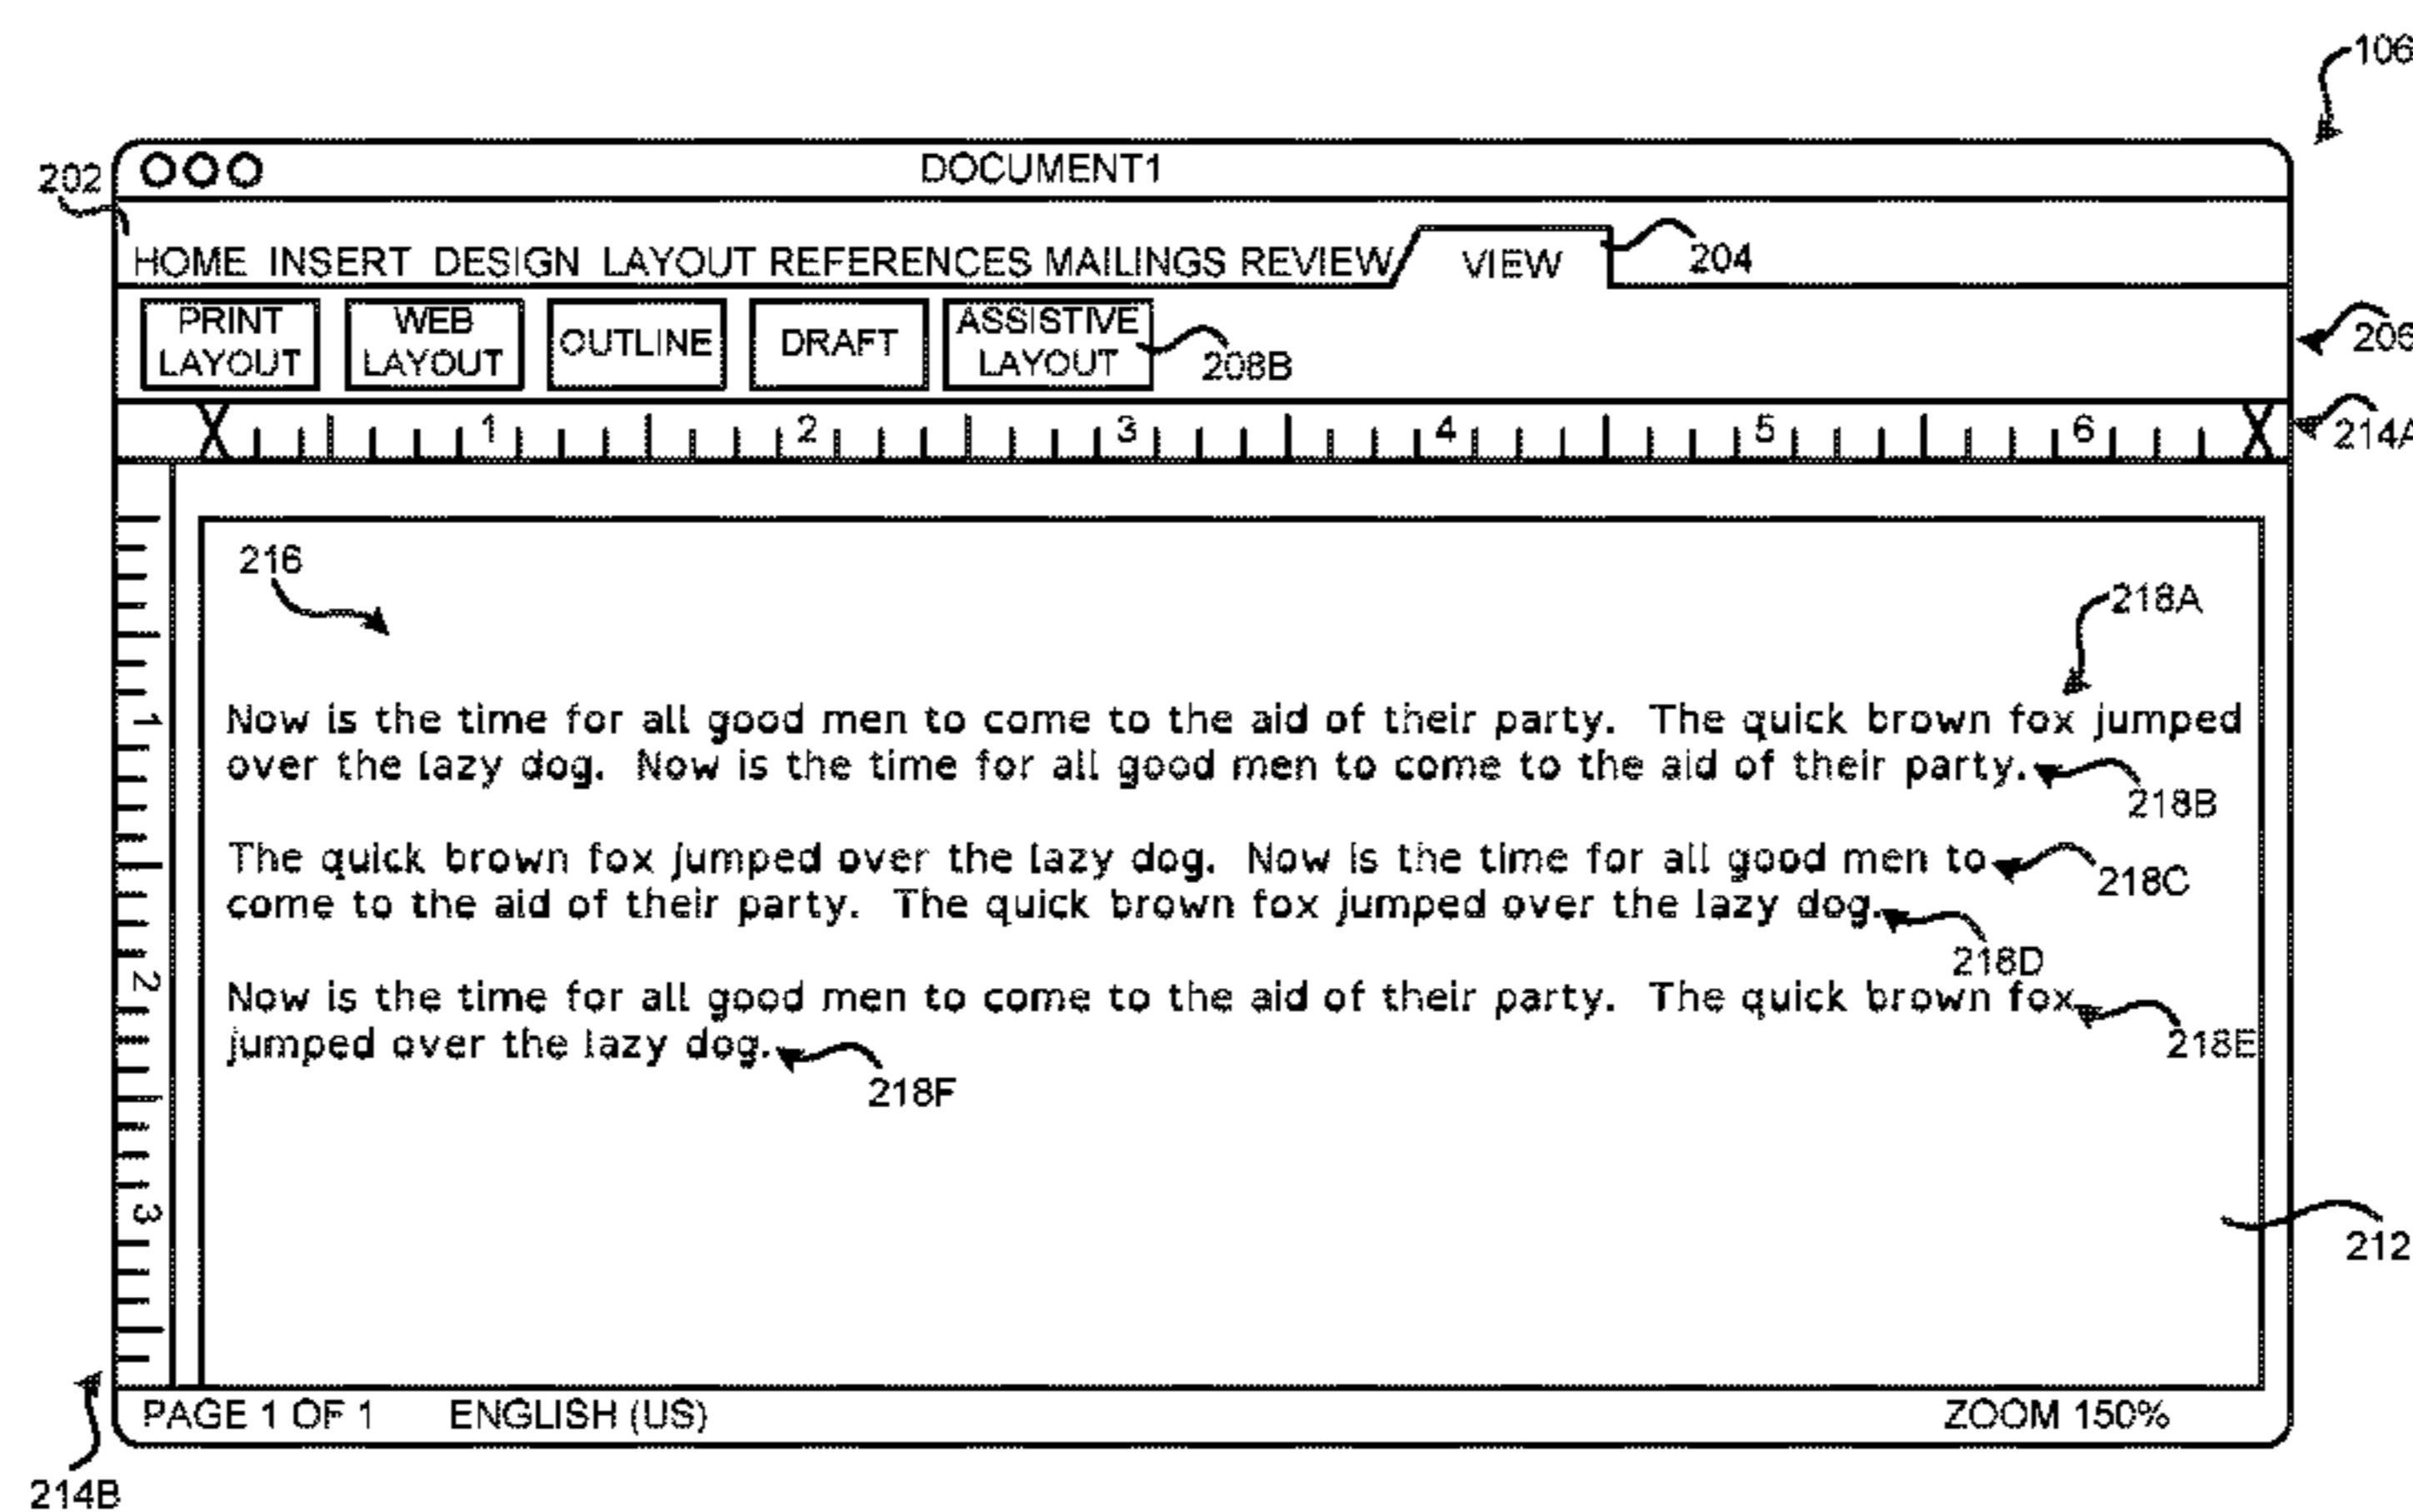 106
DOCUMENT1
202
HOME INSERT DESIGN LAYOUT REFERENCES MAILINGS REVIEW VIEW 204
PRINT LAYOUT
WEB LAYOUT
OUTLINE
DRAFT
ASSISTIVE LAYOUT
208B
206
1 2 3 4 5 6
214A
216
218A
1
Now is the time for all good men to come to the aid of their party. The quick brown fox jumped
over the lazy dog. Now is the time for all good men to come to the aid of their party.
218B
The quick brown fox jumped over the lazy dog. Now is the time for all good men to
218C
come to the aid of their party. The quick brown fox jumped over the lazy dog.
218D
2
Now is the time for all good men to come to the aid of their party. The quick brown fox
218E
jumped over the lazy dog.
218F
3
212
PAGE 1 OF 1 ENGLISH (US) ZOOM 150%
214B